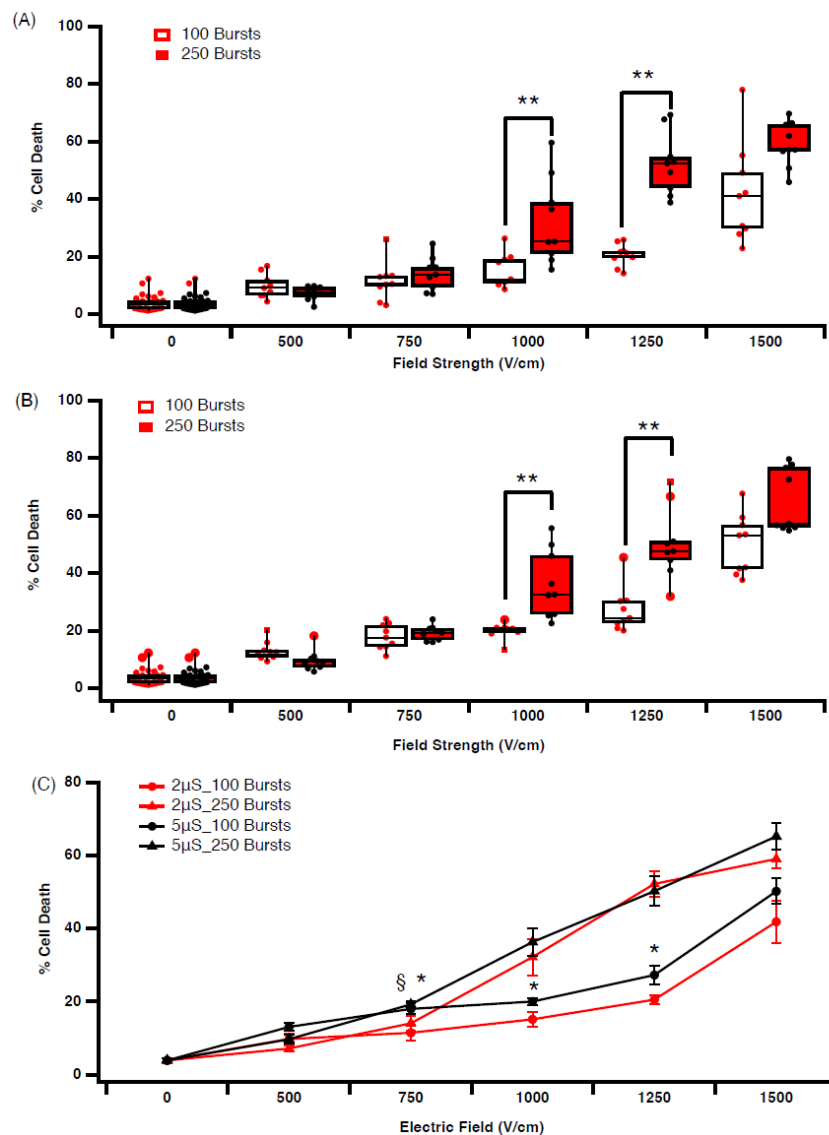 (A)
100
100 Bursts
250 Bursts
**
**
80
60
40
20
0
% Cell Death
0 500 750 1000 1250 1500
Field Strength (V/cm)
(B)
100
100 Bursts
250 Bursts
**
**
80
60
40
20
0
% Cell Death
0 500 750 1000 1250 1500
Field Strength (V/cm)
(C)
80
2µS_100 Bursts
2µS_250 Bursts
5µS_100 Bursts
5µS_250 Bursts
60
40
20
0
% Cell Death
§ *
*
*
0 500 750 1000 1250 1500
Electric Field (V/cm)